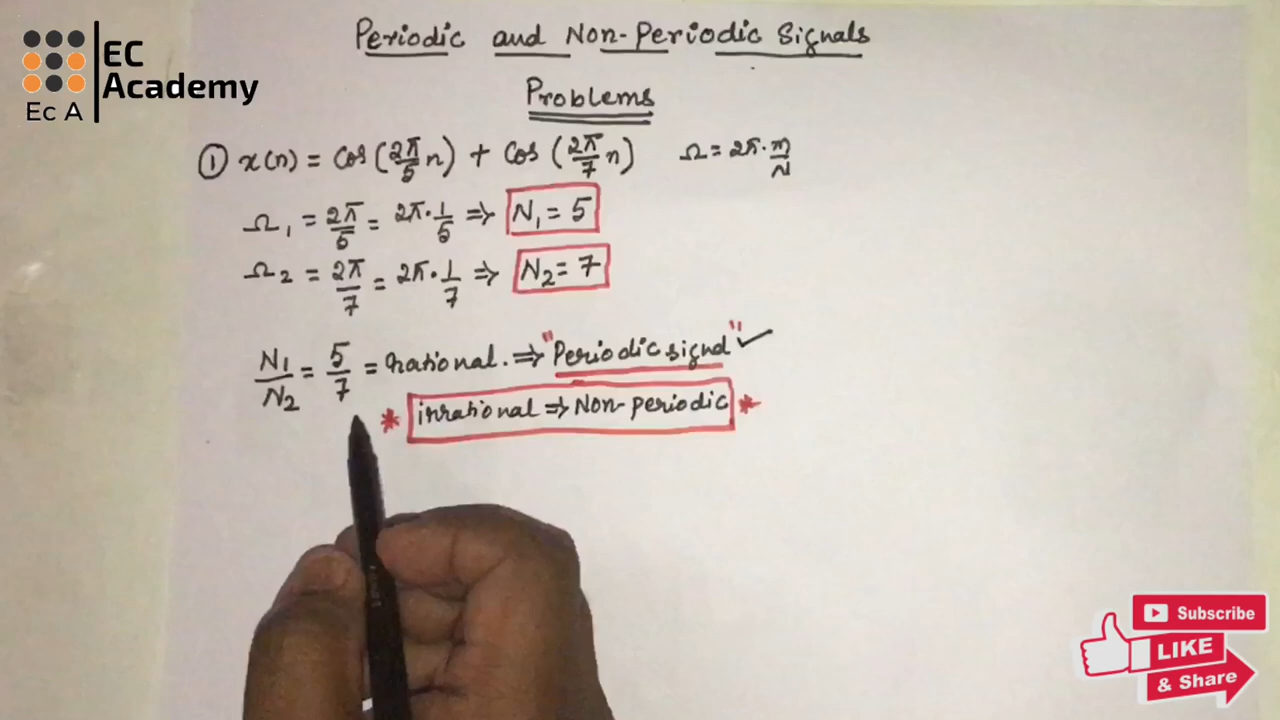 EC
Academy
Ec A
Periodic and Non-Periodic Signals
Problems
① x(n) = cos(2π/5 n) + cos(2π/7 n) Ω = 2π·m/N
Ω₁ = 2π/5 = 2π·1/5 ⇒ N₁ = 5
Ω₂ = 2π/7 = 2π·1/7 ⇒ N₂ = 7
N₁/N₂ = 5/7 = rational. ⇒ "Periodic signal" ✓
* irrational ⇒ Non-periodic *
Subscribe
LIKE
& Share